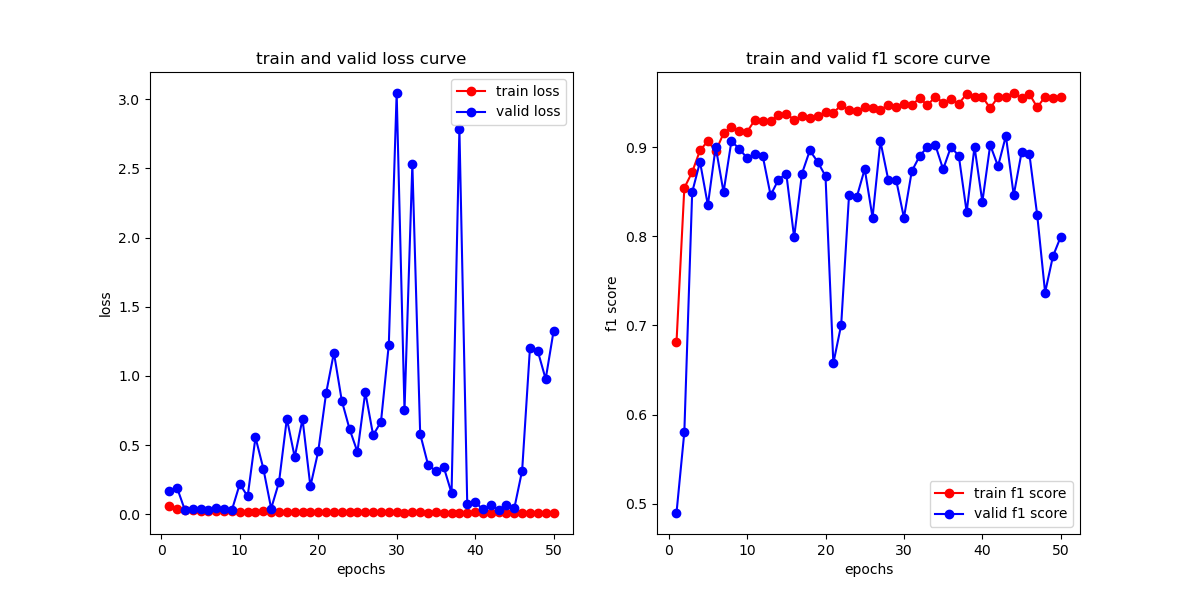 train and valid loss curve
train loss
valid loss
3.0
2.5
2.0
1.5
1.0
0.5
0.0
loss
0
10
20
30
40
50
epochs
train and valid f1 score curve
0.9
0.8
0.7
0.6
0.5
f1 score
train f1 score
valid f1 score
0
10
20
30
40
50
epochs